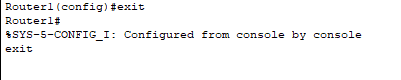 Router1(config)#exit
Router1#
%SYS-5-CONFIG_I: Configured from console by console
exit